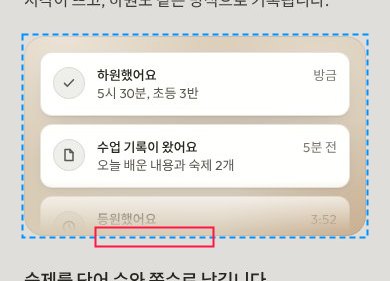 하원했어요
방금
5시 30분, 초등 3반
수업 기록이 왔어요
5분 전
오늘 배운 내용과 숙제 2개
등원했어요
3:52